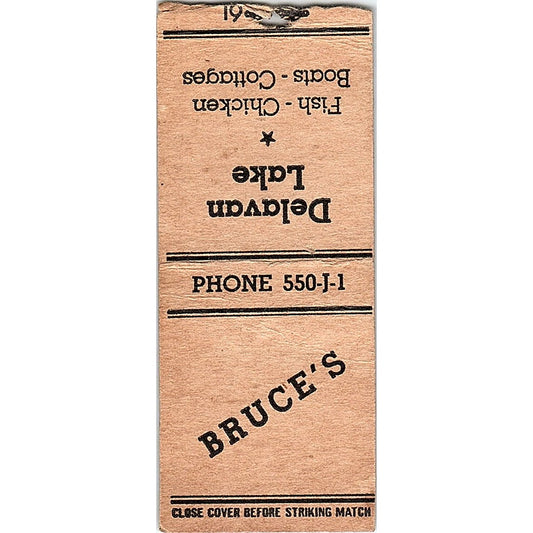 BRUCE'S
CLOSE COVER BEFORE STRIKING MATCH
PHONE 550-J-1
Delavan
Lake
★
Fish - Chicken
Boats - Cottages